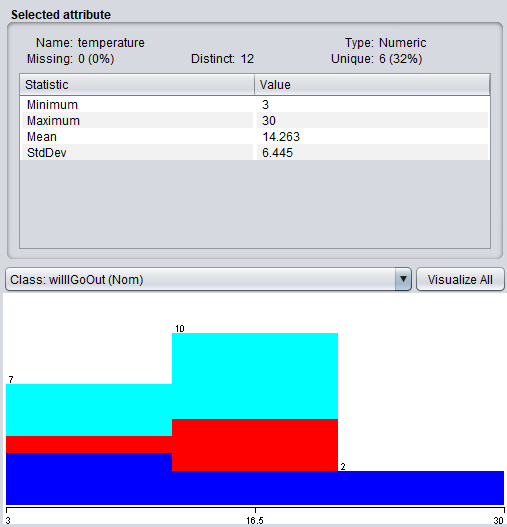 Selected attribute
Name: temperature Type: Numeric
Missing: 0 (0%) Distinct: 12 Unique: 6 (32%)
Statistic Value
Minimum 3
Maximum 30
Mean 14.263
StdDev 6.445
Class: willIGoOut (Nom) Visualize All
10
7
2
3 16.5 30